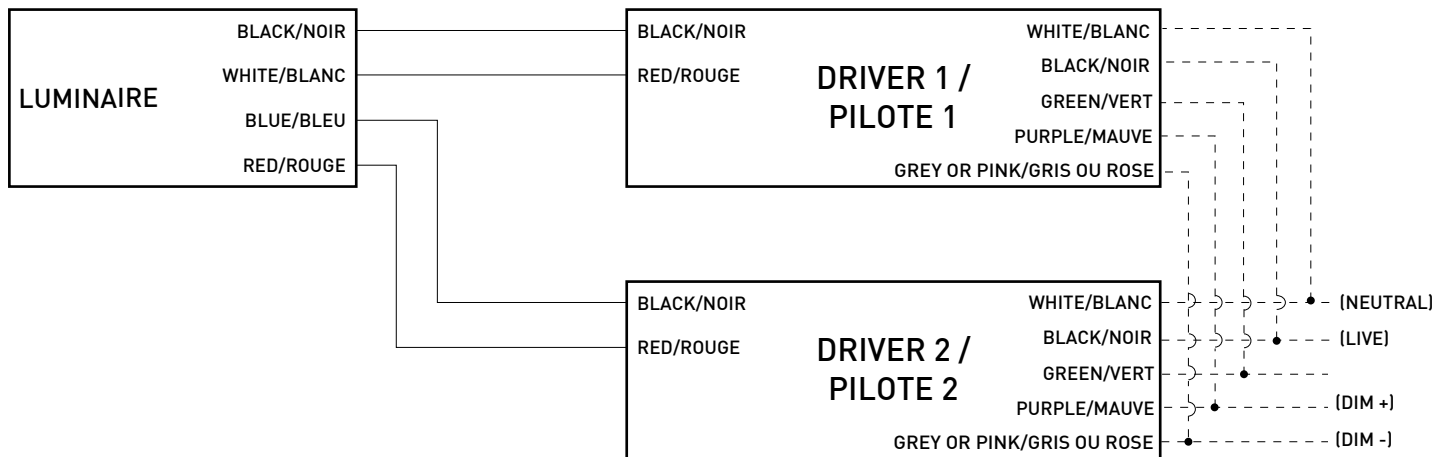 LUMINAIRE
BLACK/NOIR
WHITE/BLANC
BLUE/BLEU
RED/ROUGE
BLACK/NOIR
RED/ROUGE
DRIVER 1 /
PILOTE 1
WHITE/BLANC
BLACK/NOIR
GREEN/VERT
PURPLE/MAUVE
GREY OR PINK/GRIS OU ROSE
BLACK/NOIR
RED/ROUGE
DRIVER 2 /
PILOTE 2
WHITE/BLANC
BLACK/NOIR
GREEN/VERT
PURPLE/MAUVE
GREY OR PINK/GRIS OU ROSE
(NEUTRAL)
(LIVE)
(DIM +)
(DIM -)